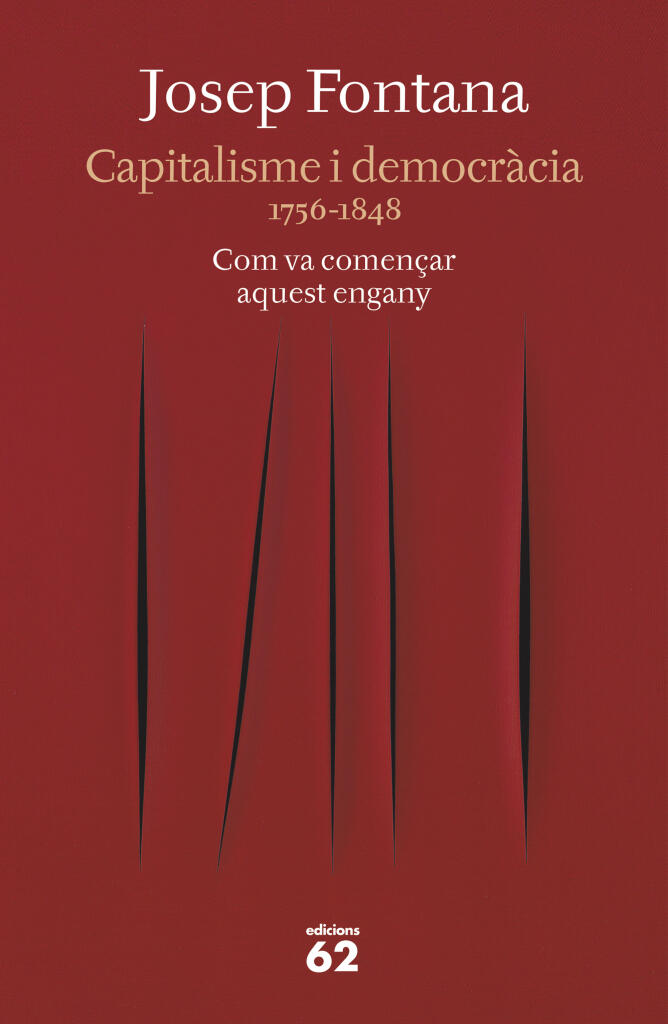 Josep Fontana
Capitalisme i democràcia
1756-1848
Com va començar
aquest engany
edicions
62